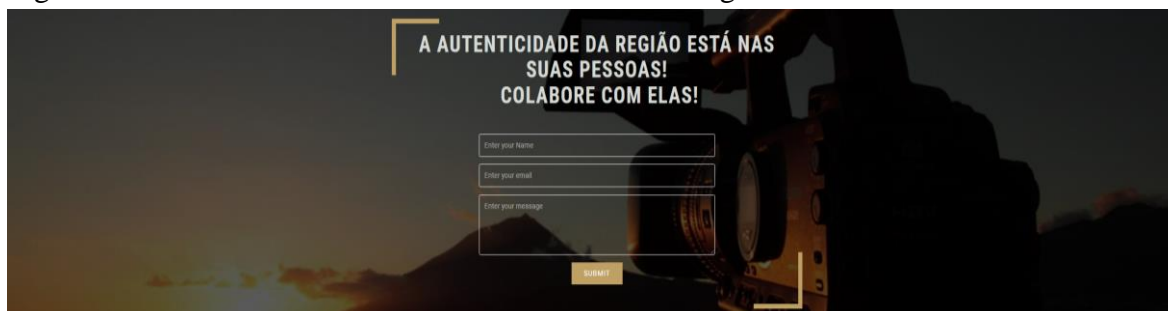 A AUTENTICIDADE DA REGIÃO ESTÁ NAS
SUAS PESSOAS!
COLABORE COM ELAS!
Enter your Name
Enter your email
Enter your message
SUBMIT